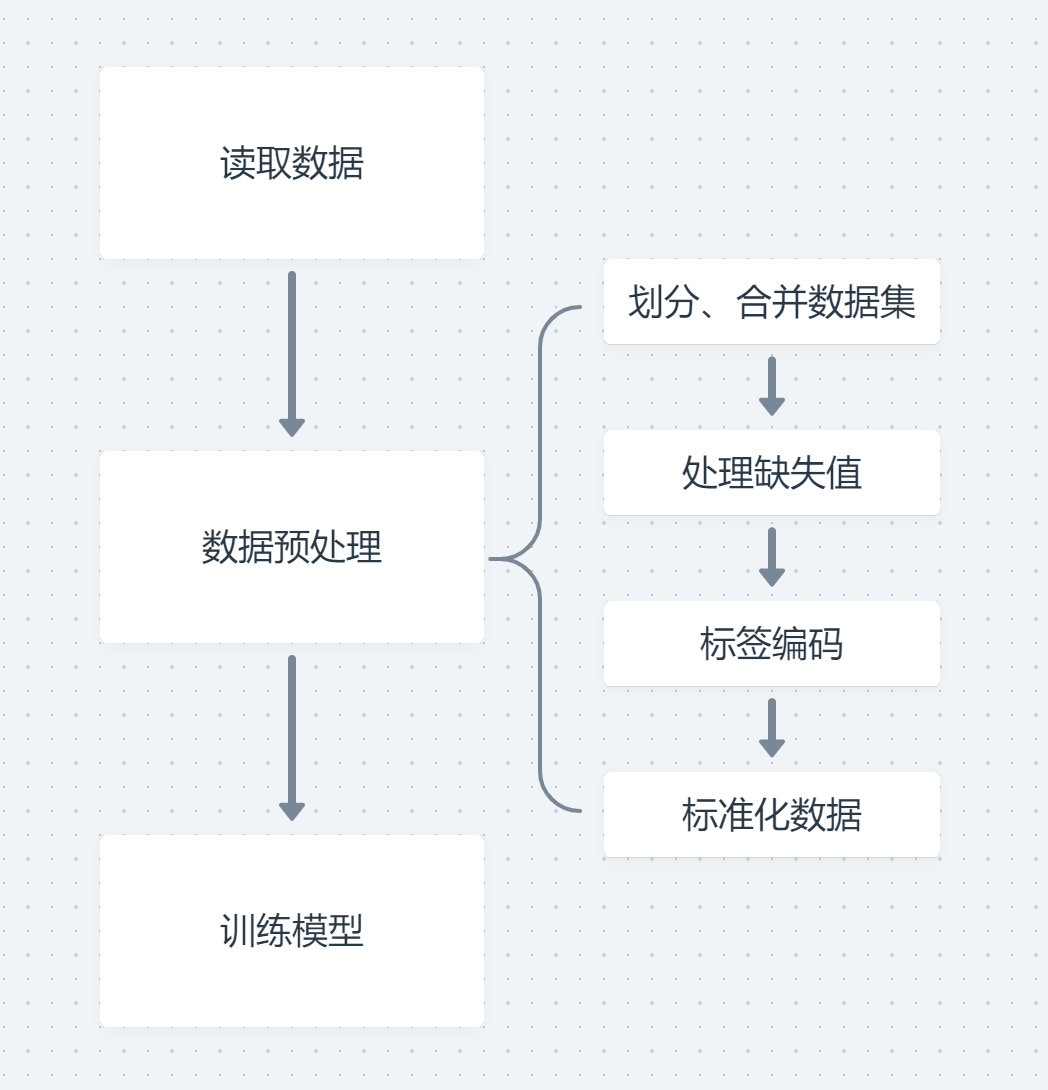 读取数据
数据预处理
训练模型
划分、合并数据集
处理缺失值
标签编码
标准化数据